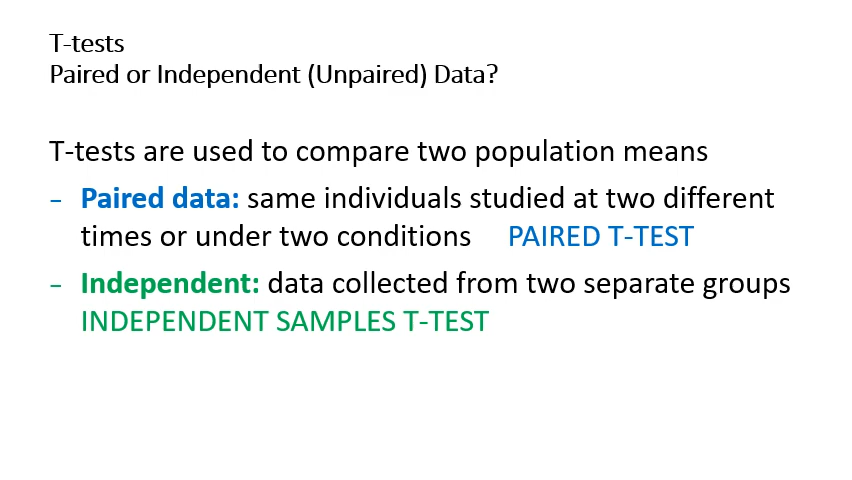 T-tests
Paired or Independent (Unpaired) Data?
T-tests are used to compare two population means
- Paired data: same individuals studied at two different
times or under two conditions PAIRED T-TEST
- Independent: data collected from two separate groups
INDEPENDENT SAMPLES T-TEST